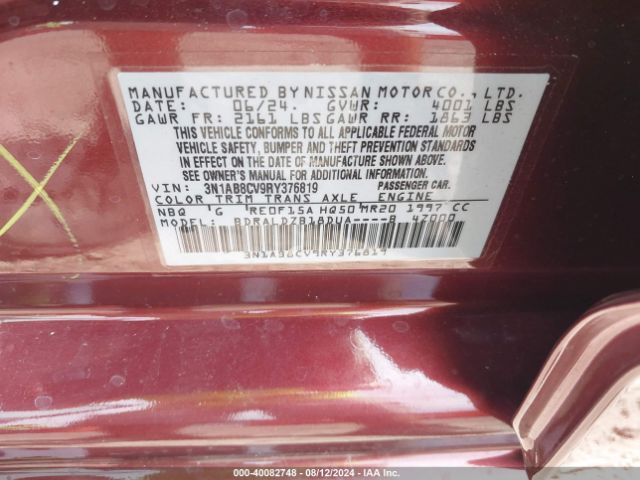 MANUFACTURED BY NISSAN MOTOR CO., LTD.
DATE: 06/24. GVWR: 4001 LBS
GAWR FR: 2161 LBS GAWR RR: 1863 LBS
THIS VEHICLE CONFORMS TO ALL APPLICABLE FEDERAL MOTOR
VEHICLE SAFETY, BUMPER AND THEFT PREVENTION STANDARDS
IN EFFECT ON THE DATE OF MANUFACTURE SHOWN ABOVE.
SEE OWNER'S MANUAL FOR ADDITIONAL INFORMATION.
VIN: 3N1AB8CV9RY376819 PASSENGER CAR.
COLOR TRIM TRANS AXLE ENGINE
NBQ G RE0F15A HQ50 MR20 1997 CC
MODEL: BDRALDZB18DUA----B 4Z000
3N1AB8CV9RY376819
000-40082748 - 08/12/2024 - IAA Inc.